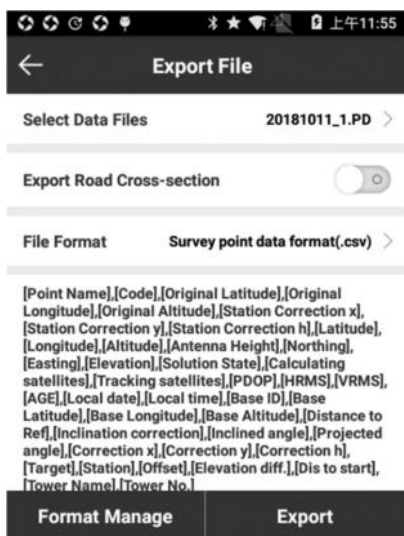 上午11:55
Export File
Select Data Files 20181011_1.PD
Export Road Cross-section
File Format Survey point data format(.csv)
[Point Name],[Code],[Original Latitude],[Original
Longitude],[Original Altitude],[Station Correction x],
[Station Correction y],[Station Correction h],[Latitude],
[Longitude],[Altitude],[Antenna Height],[Northing],
[Easting],[Elevation],[Solution State],[Calculating
satellites],[Tracking satellites],[PDOP],[HRMS],[VRMS],
[AGE],[Local date],[Local time],[Base ID],[Base
Latitude],[Base Longitude],[Base Altitude],[Distance to
Ref],[Inclination correction],[Inclined angle],[Projected
angle],[Correction x],[Correction y],[Correction h],
[Target],[Station],[Offset],[Elevation diff.],[Dis to start],
[Tower Name],[Tower No.]
Format Manage Export